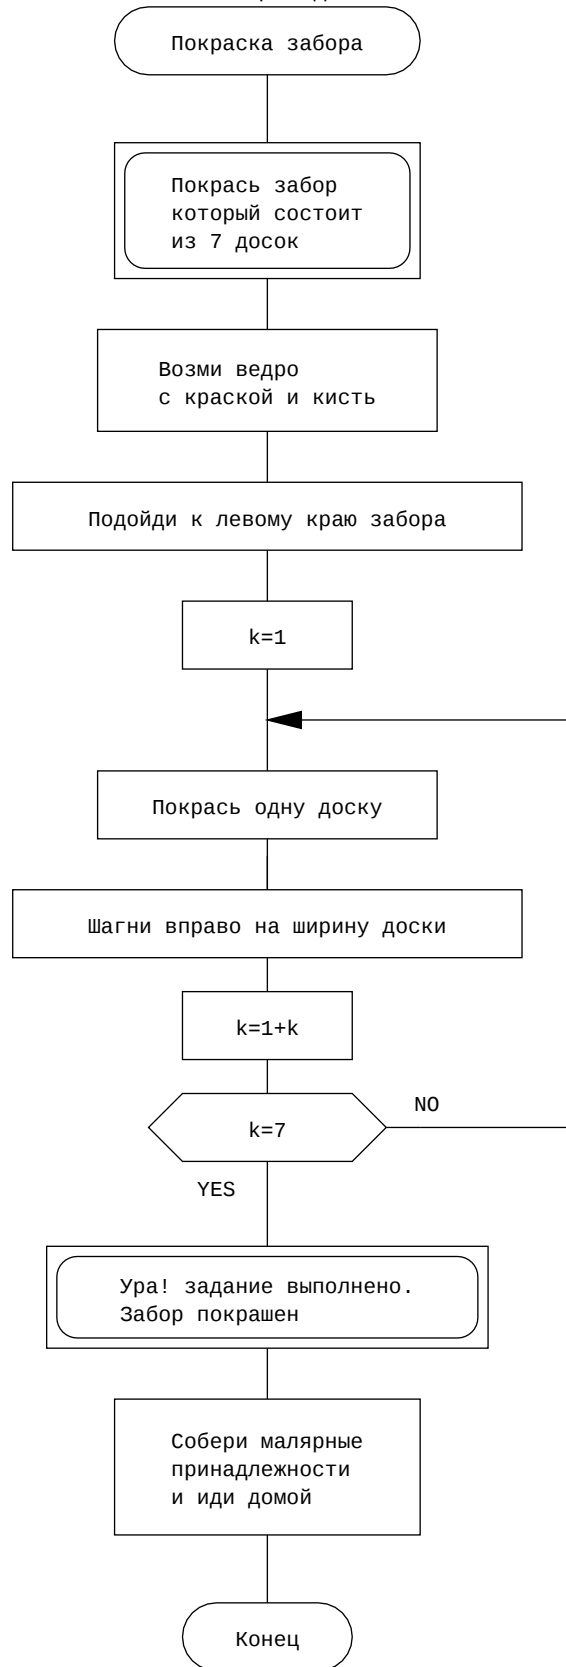 Покраска забора
Покрась забор
который состоит
из 7 досок
Возми ведро
с краской и кисть
Подойди к левому краю забора
k=1
Покрась одну доску
Шагни вправо на ширину доски
k=1+k
NO
k=7
YES
Ура! задание выполнено.
Забор покрашен
Собери малярные
принадлежности
и иди домой
Конец